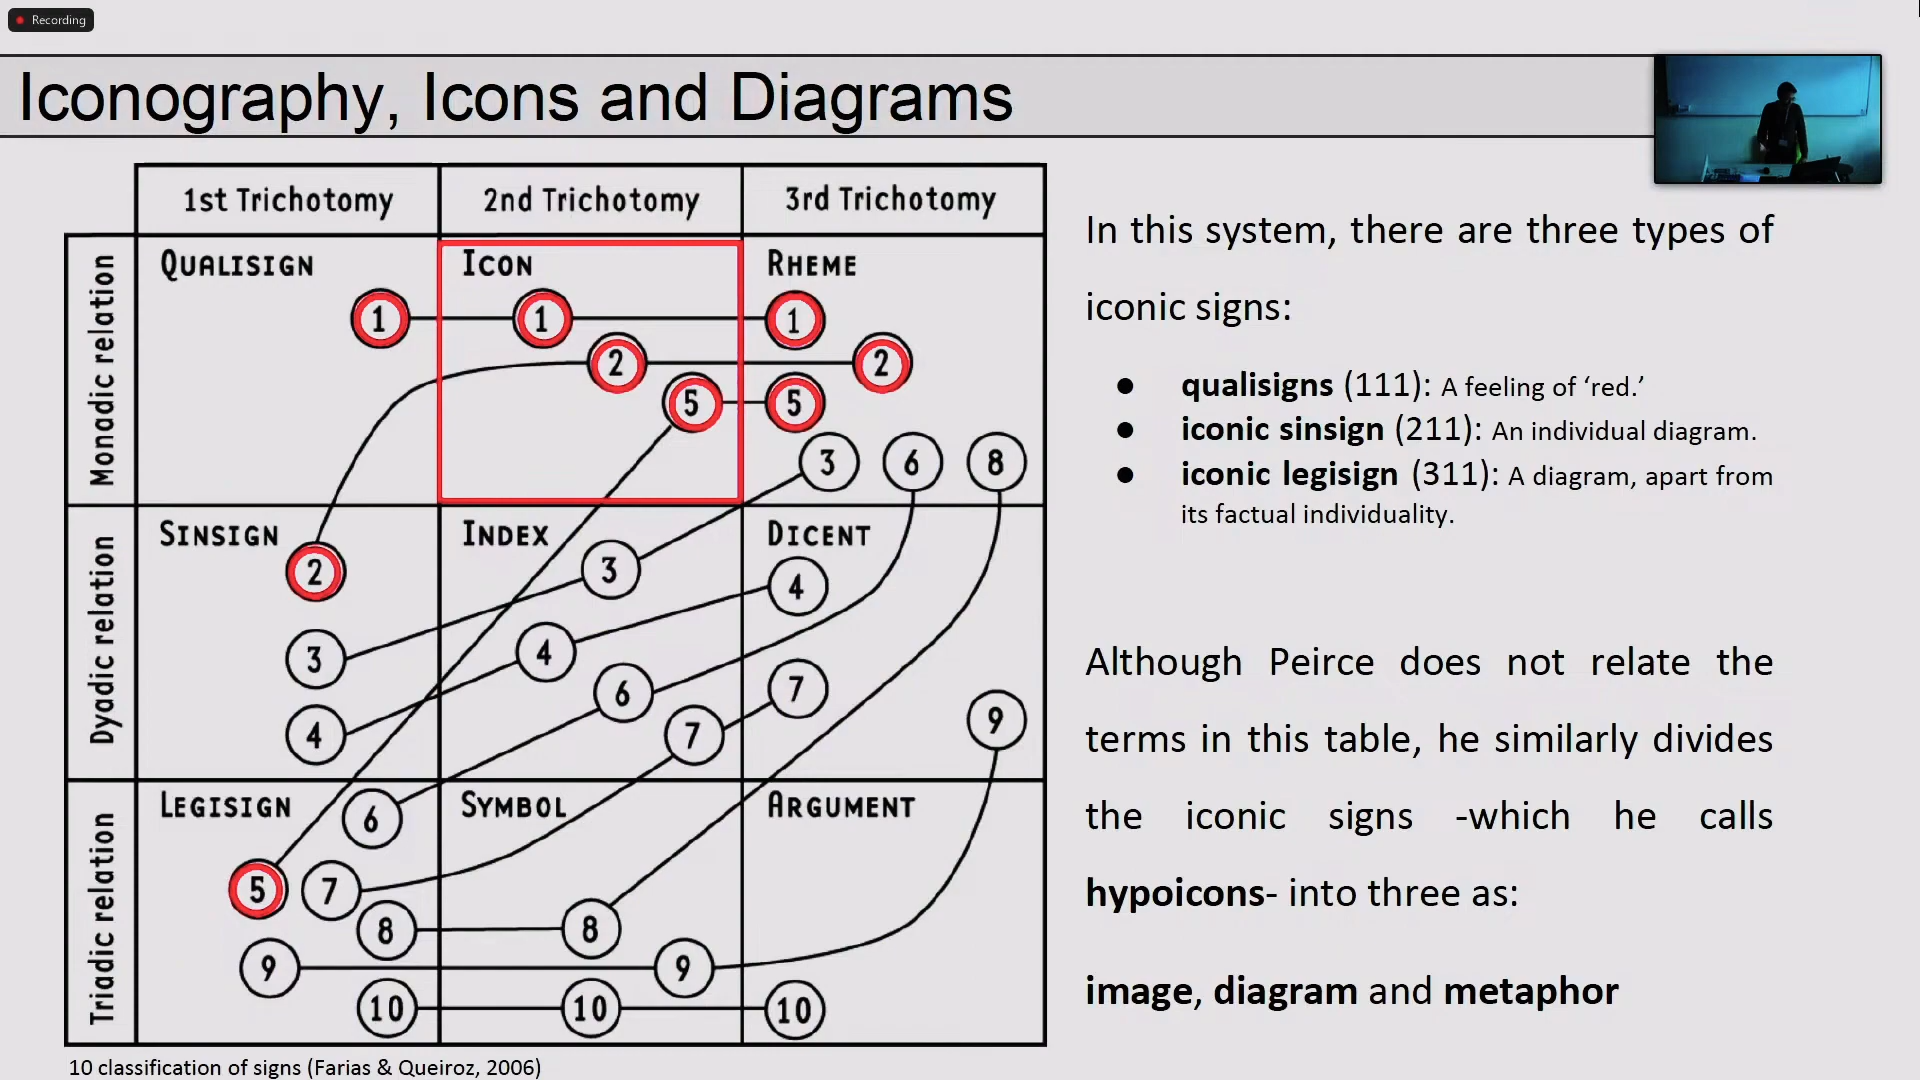 Recording
Iconography, Icons and Diagrams
1st Trichotomy 2nd Trichotomy 3rd Trichotomy
Monadic relation
QUALISIGN ICON RHEME
1 1 1
2 2
5 5
3 6 8
Dyadic relation
SINSIGN INDEX DICENT
2 3 4
3 4 6 7
4 7 9
Triadic relation
LEGISIGN SYMBOL ARGUMENT
6
5 7
8 8
9 9
10 10 10
10 classification of signs (Farias & Queiroz, 2006)
In this system, there are three types of
iconic signs:
● qualisigns (111): A feeling of ‘red.’
● iconic sinsign (211): An individual diagram.
● iconic legisign (311): A diagram, apart from
its factual individuality.
Although Peirce does not relate the
terms in this table, he similarly divides
the iconic signs -which he calls
hypoicons- into three as:
image, diagram and metaphor